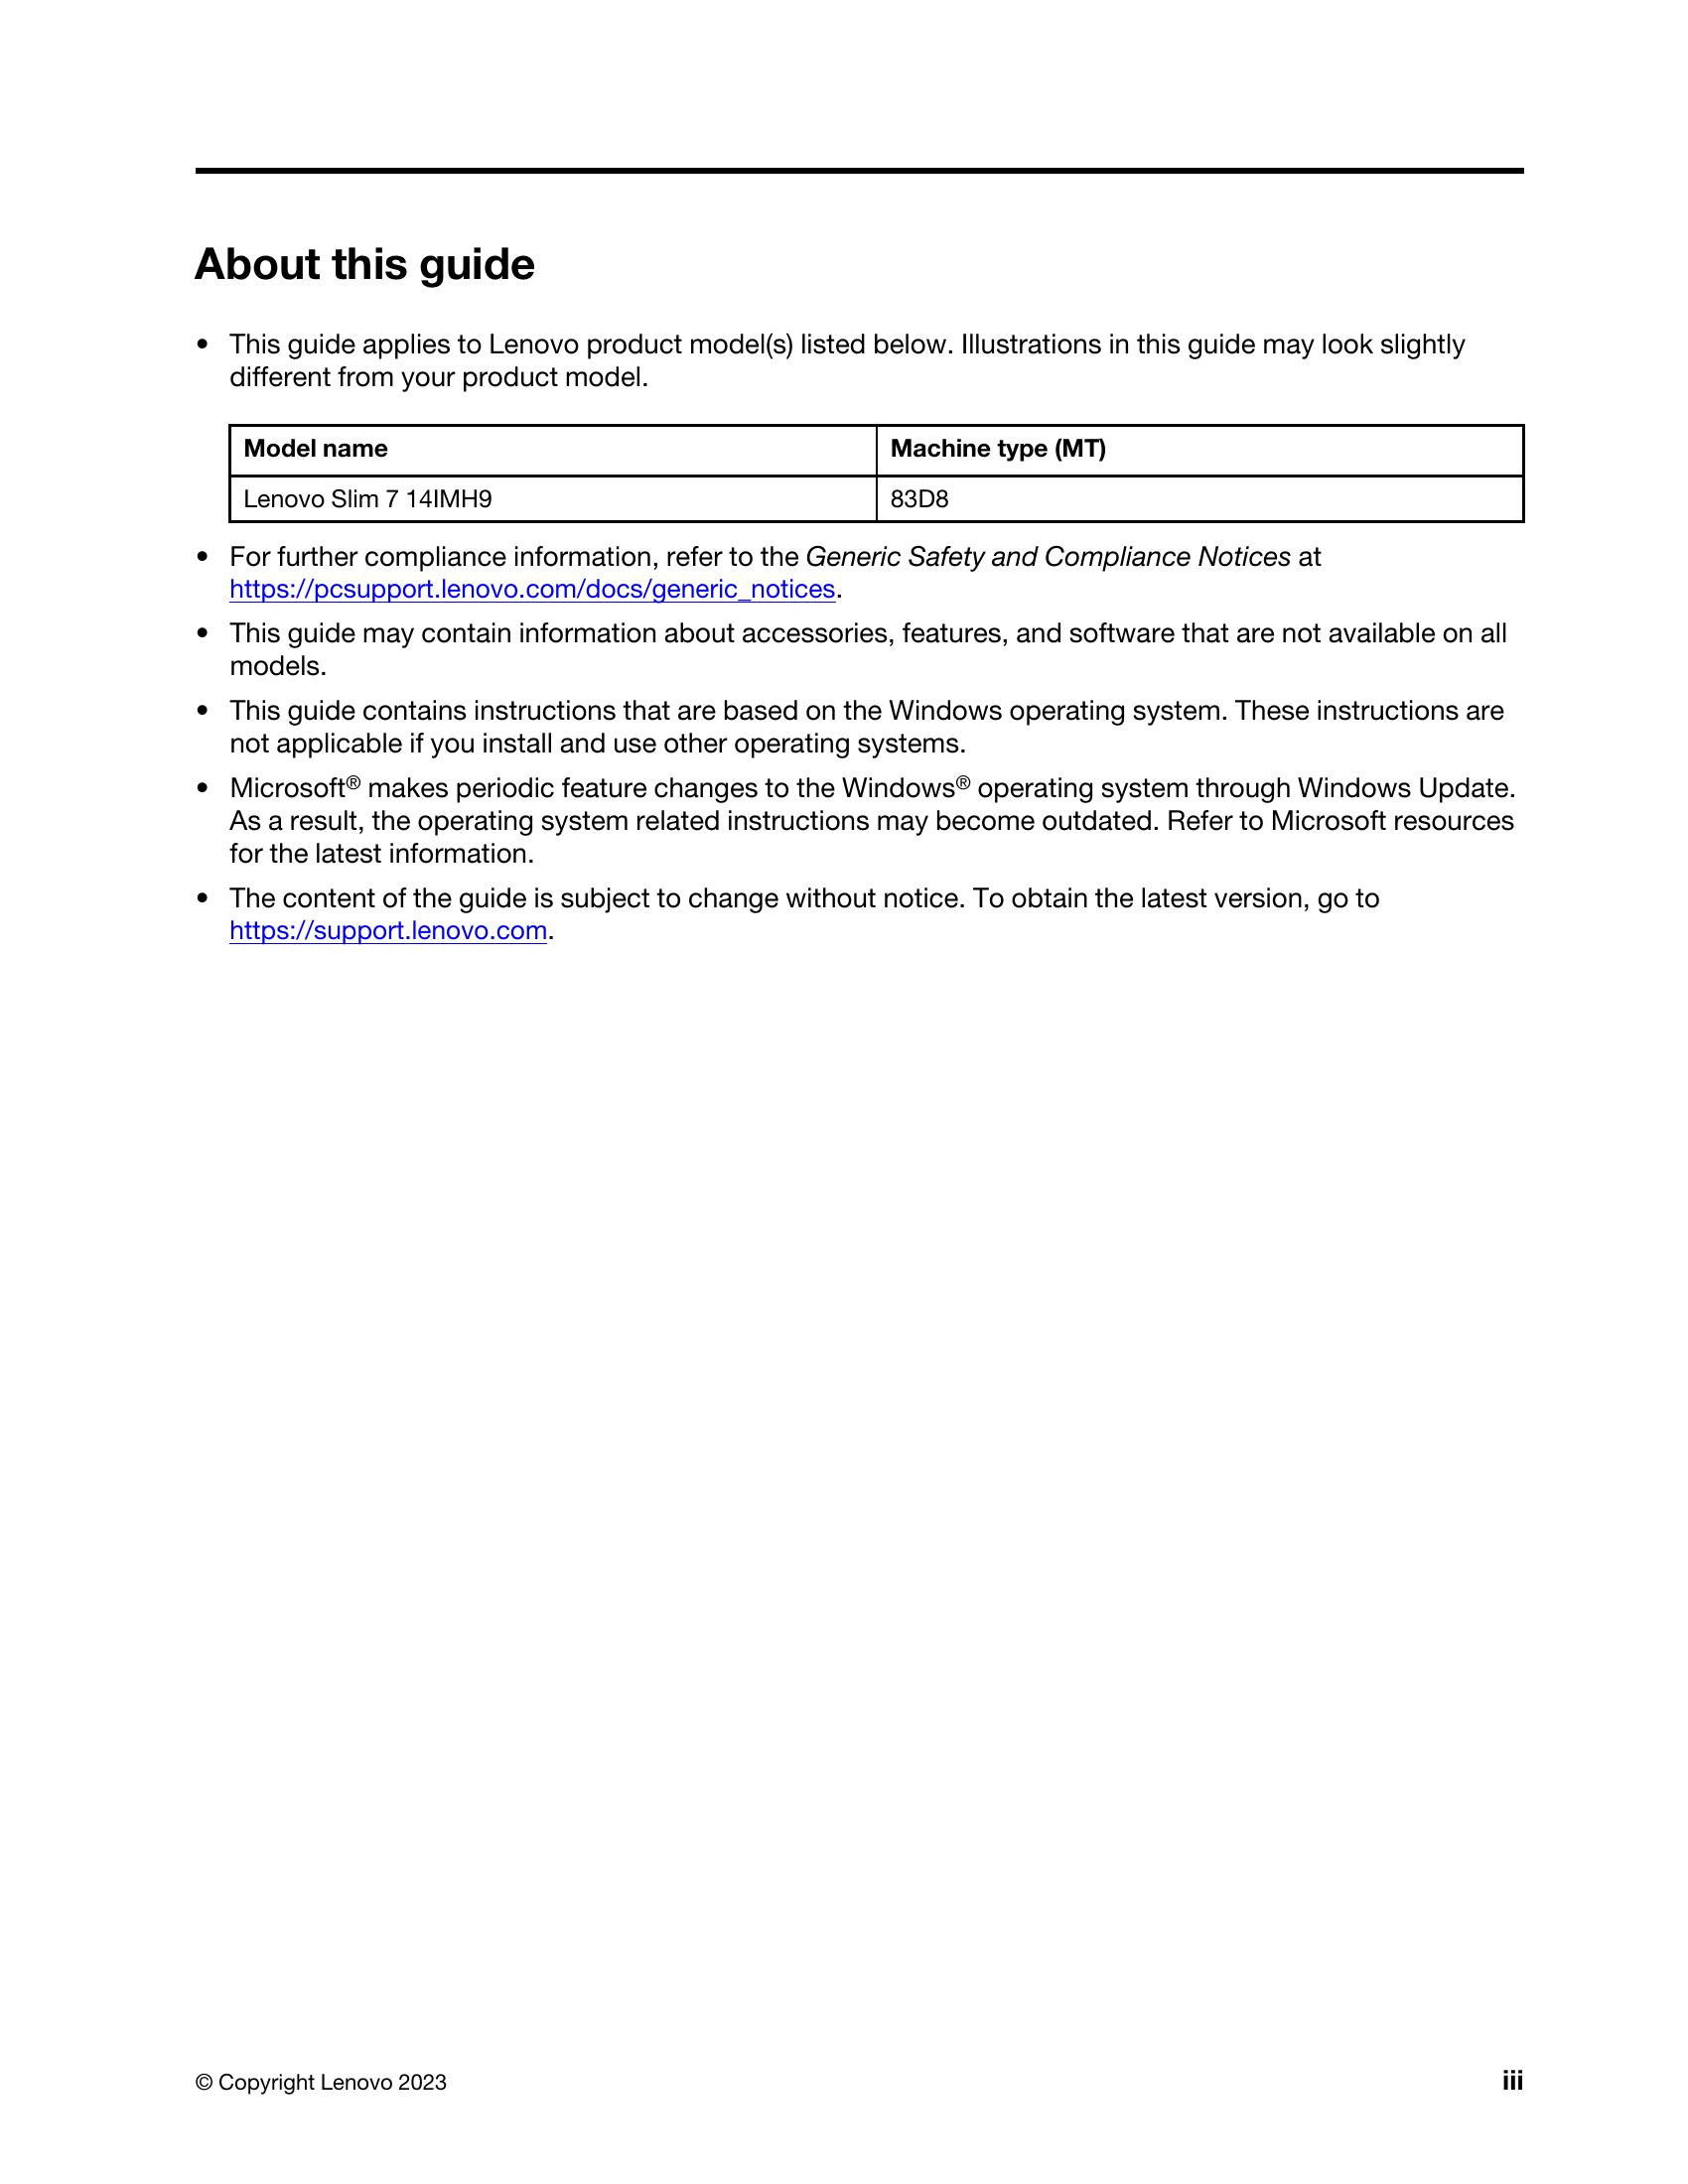 About this guide
• This guide applies to Lenovo product model(s) listed below. Illustrations in this guide may look slightly
different from your product model.
Model name Machine type (MT)
Lenovo Slim 7 14IMH9 83D8
• For further compliance information, refer to the Generic Safety and Compliance Notices at
https://pcsupport.lenovo.com/docs/generic_notices.
• This guide may contain information about accessories, features, and software that are not available on all
models.
• This guide contains instructions that are based on the Windows operating system. These instructions are
not applicable if you install and use other operating systems.
• Microsoft® makes periodic feature changes to the Windows® operating system through Windows Update.
As a result, the operating system related instructions may become outdated. Refer to Microsoft resources
for the latest information.
• The content of the guide is subject to change without notice. To obtain the latest version, go to
https://support.lenovo.com.
© Copyright Lenovo 2023 iii